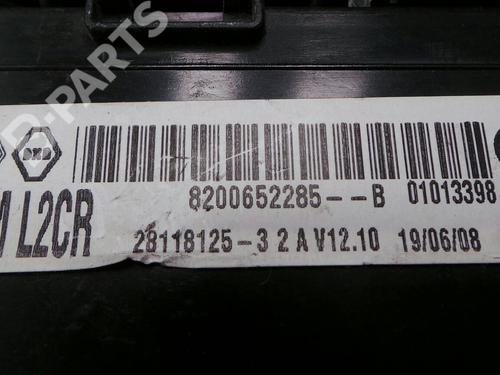 B-PARTS
8200652285--B 01013398
L2CR
28118125-3 2 A V12.10 19/06/08